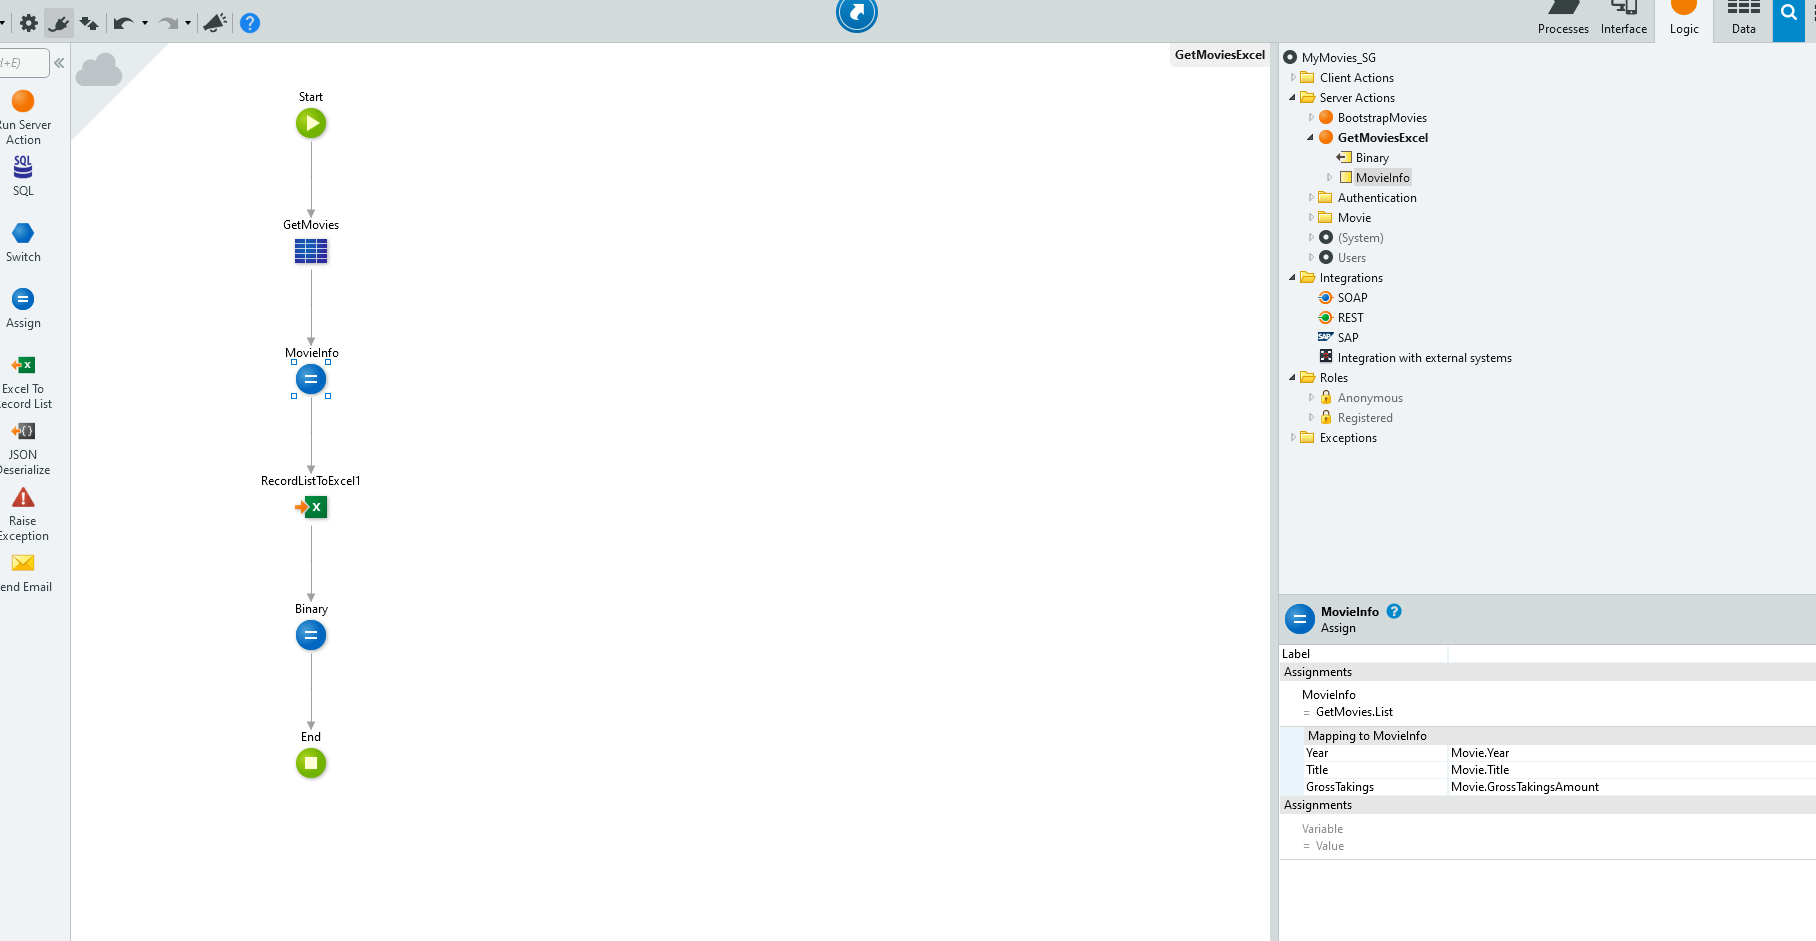 Processes
Interface
Logic
Data
GetMoviesExcel
+E)
Run Server
Action
SQL
SQL
Switch
Assign
x
Excel To
Record List
{}
JSON
Deserialize
Raise
Exception
end Email
Start
GetMovies
MovieInfo
RecordListToExcel1
x
Binary
End
MyMovies_SG
Client Actions
Server Actions
BootstrapMovies
GetMoviesExcel
Binary
MovieInfo
Authentication
Movie
(System)
Users
Integrations
SOAP
REST
SAP SAP
Integration with external systems
Roles
Anonymous
Registered
Exceptions
MovieInfo ?
Assign
Label
Assignments
MovieInfo
= GetMovies.List
Mapping to MovieInfo
Year Movie.Year
Title Movie.Title
GrossTakings Movie.GrossTakingsAmount
Assignments
Variable
= Value